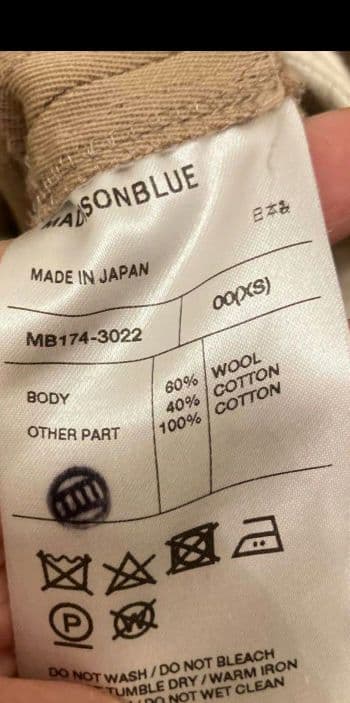 MADISONBLUE
日本製
MADE IN JAPAN
MB174-3022 00(XS)
BODY 60% WOOL
40% COTTON
OTHER PART 100% COTTON
P
W
DO NOT WASH / DO NOT BLEACH
TUMBLE DRY / WARM IRON
DO NOT WET CLEAN